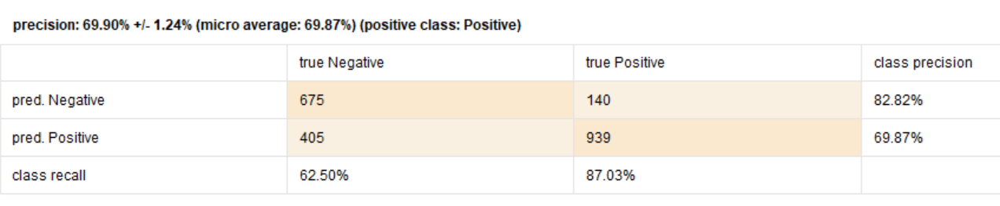 precision: 69.90% +/- 1.24% (micro average: 69.87%) (positive class: Positive)
true Negative true Positive class precision
pred. Negative 675 140 82.82%
pred. Positive 405 939 69.87%
class recall 62.50% 87.03%